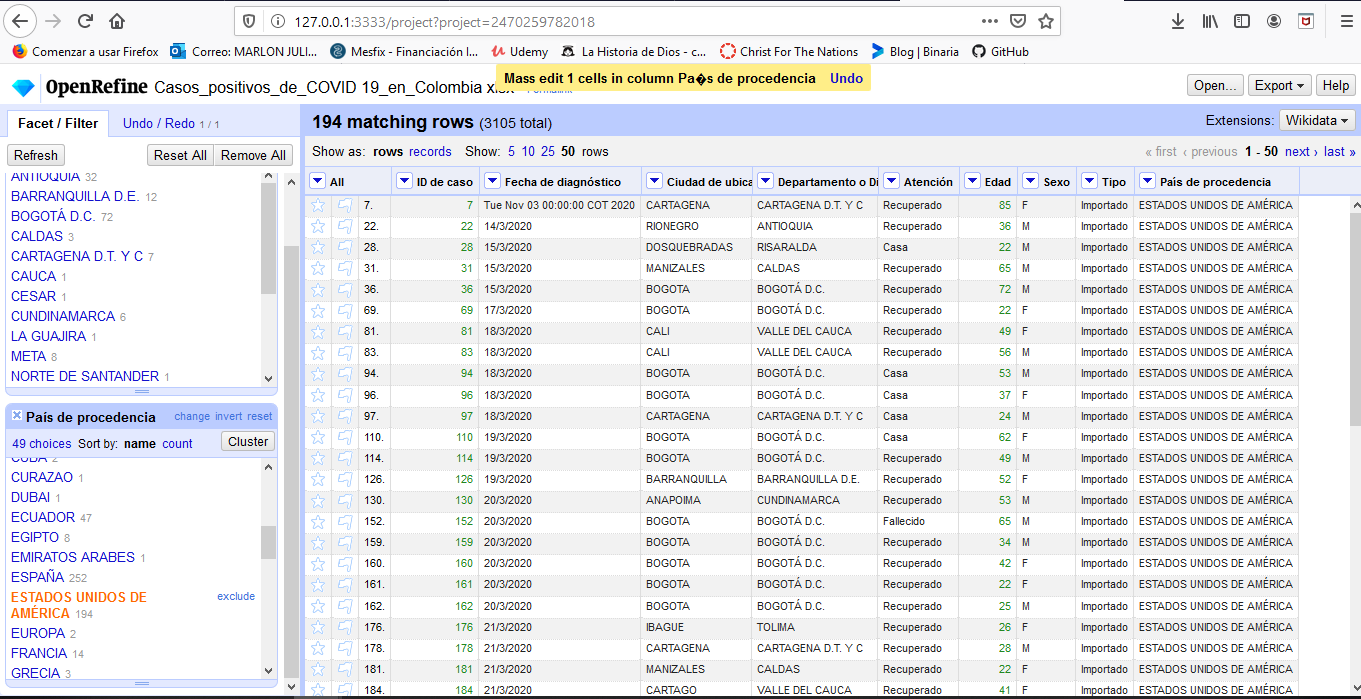 127.0.0.1:3333/project?project=2470259782018
Comenzar a usar Firefox Correo: MARLON JULI... Mesfix - Financiación I... Udemy La Historia de Dios - c... Christ For The Nations Blog | Binaria GitHub
Mass edit 1 cells in column Pa�s de procedencia Undo
OpenRefine Casos_positivos_de_COVID 19_en_Colombia xlsx Permalink Open... Export Help
Facet / Filter Undo / Redo 1 / 1 194 matching rows (3105 total) Extensions: Wikidata
Refresh Reset All Remove All Show as: rows records Show: 5 10 25 50 rows « first ‹ previous 1 - 50 next › last »
ANTIOQUIA 32
BARRANQUILLA D.E. 12
BOGOTÁ D.C. 72
CALDAS 3
CARTAGENA D.T. Y C 7
CAUCA 1
CESAR 1
CUNDINAMARCA 6
LA GUAJIRA 1
META 8
NORTE DE SANTANDER 1
País de procedencia change invert reset
49 choices Sort by: name count Cluster
CUBA 2
CURAZAO 1
DUBAI 1
ECUADOR 47
EGIPTO 8
EMIRATOS ARABES 1
ESPAÑA 252
ESTADOS UNIDOS DE exclude
AMÉRICA 194
EUROPA 2
FRANCIA 14
GRECIA 3
All ID de caso Fecha de diagnóstico Ciudad de ubica Departamento o Di Atención Edad Sexo Tipo País de procedencia
7. 7 Tue Nov 03 00:00:00 COT 2020 CARTAGENA CARTAGENA D.T. Y C Recuperado 85 F Importado ESTADOS UNIDOS DE AMÉRICA
22. 22 14/3/2020 RIONEGRO ANTIOQUIA Recuperado 36 M Importado ESTADOS UNIDOS DE AMÉRICA
28. 28 15/3/2020 DOSQUEBRADAS RISARALDA Casa 22 M Importado ESTADOS UNIDOS DE AMÉRICA
31. 31 15/3/2020 MANIZALES CALDAS Recuperado 65 M Importado ESTADOS UNIDOS DE AMÉRICA
36. 36 15/3/2020 BOGOTA BOGOTÁ D.C. Recuperado 72 M Importado ESTADOS UNIDOS DE AMÉRICA
69. 69 17/3/2020 BOGOTA BOGOTÁ D.C. Recuperado 22 F Importado ESTADOS UNIDOS DE AMÉRICA
81. 81 18/3/2020 CALI VALLE DEL CAUCA Recuperado 49 F Importado ESTADOS UNIDOS DE AMÉRICA
83. 83 18/3/2020 CALI VALLE DEL CAUCA Recuperado 56 M Importado ESTADOS UNIDOS DE AMÉRICA
94. 94 18/3/2020 BOGOTA BOGOTÁ D.C. Casa 53 M Importado ESTADOS UNIDOS DE AMÉRICA
96. 96 18/3/2020 BOGOTA BOGOTÁ D.C. Casa 37 F Importado ESTADOS UNIDOS DE AMÉRICA
97. 97 18/3/2020 CARTAGENA CARTAGENA D.T. Y C Casa 24 M Importado ESTADOS UNIDOS DE AMÉRICA
110. 110 19/3/2020 BOGOTA BOGOTÁ D.C. Casa 62 F Importado ESTADOS UNIDOS DE AMÉRICA
114. 114 19/3/2020 BOGOTA BOGOTÁ D.C. Recuperado 49 M Importado ESTADOS UNIDOS DE AMÉRICA
126. 126 19/3/2020 BARRANQUILLA BARRANQUILLA D.E. Recuperado 52 F Importado ESTADOS UNIDOS DE AMÉRICA
130. 130 20/3/2020 ANAPOIMA CUNDINAMARCA Recuperado 53 M Importado ESTADOS UNIDOS DE AMÉRICA
152. 152 20/3/2020 BOGOTA BOGOTÁ D.C. Fallecido 65 M Importado ESTADOS UNIDOS DE AMÉRICA
159. 159 20/3/2020 BOGOTA BOGOTÁ D.C. Recuperado 34 M Importado ESTADOS UNIDOS DE AMÉRICA
160. 160 20/3/2020 BOGOTA BOGOTÁ D.C. Recuperado 42 F Importado ESTADOS UNIDOS DE AMÉRICA
161. 161 20/3/2020 BOGOTA BOGOTÁ D.C. Recuperado 22 F Importado ESTADOS UNIDOS DE AMÉRICA
162. 162 20/3/2020 BOGOTA BOGOTÁ D.C. Recuperado 25 M Importado ESTADOS UNIDOS DE AMÉRICA
176. 176 21/3/2020 IBAGUE TOLIMA Recuperado 26 F Importado ESTADOS UNIDOS DE AMÉRICA
178. 178 21/3/2020 CARTAGENA CARTAGENA D.T. Y C Recuperado 28 M Importado ESTADOS UNIDOS DE AMÉRICA
181. 181 21/3/2020 MANIZALES CALDAS Recuperado 22 F Importado ESTADOS UNIDOS DE AMÉRICA
184. 184 21/3/2020 CARTAGO VALLE DEL CAUCA Recuperado 41 F Importado ESTADOS UNIDOS DE AMÉRICA